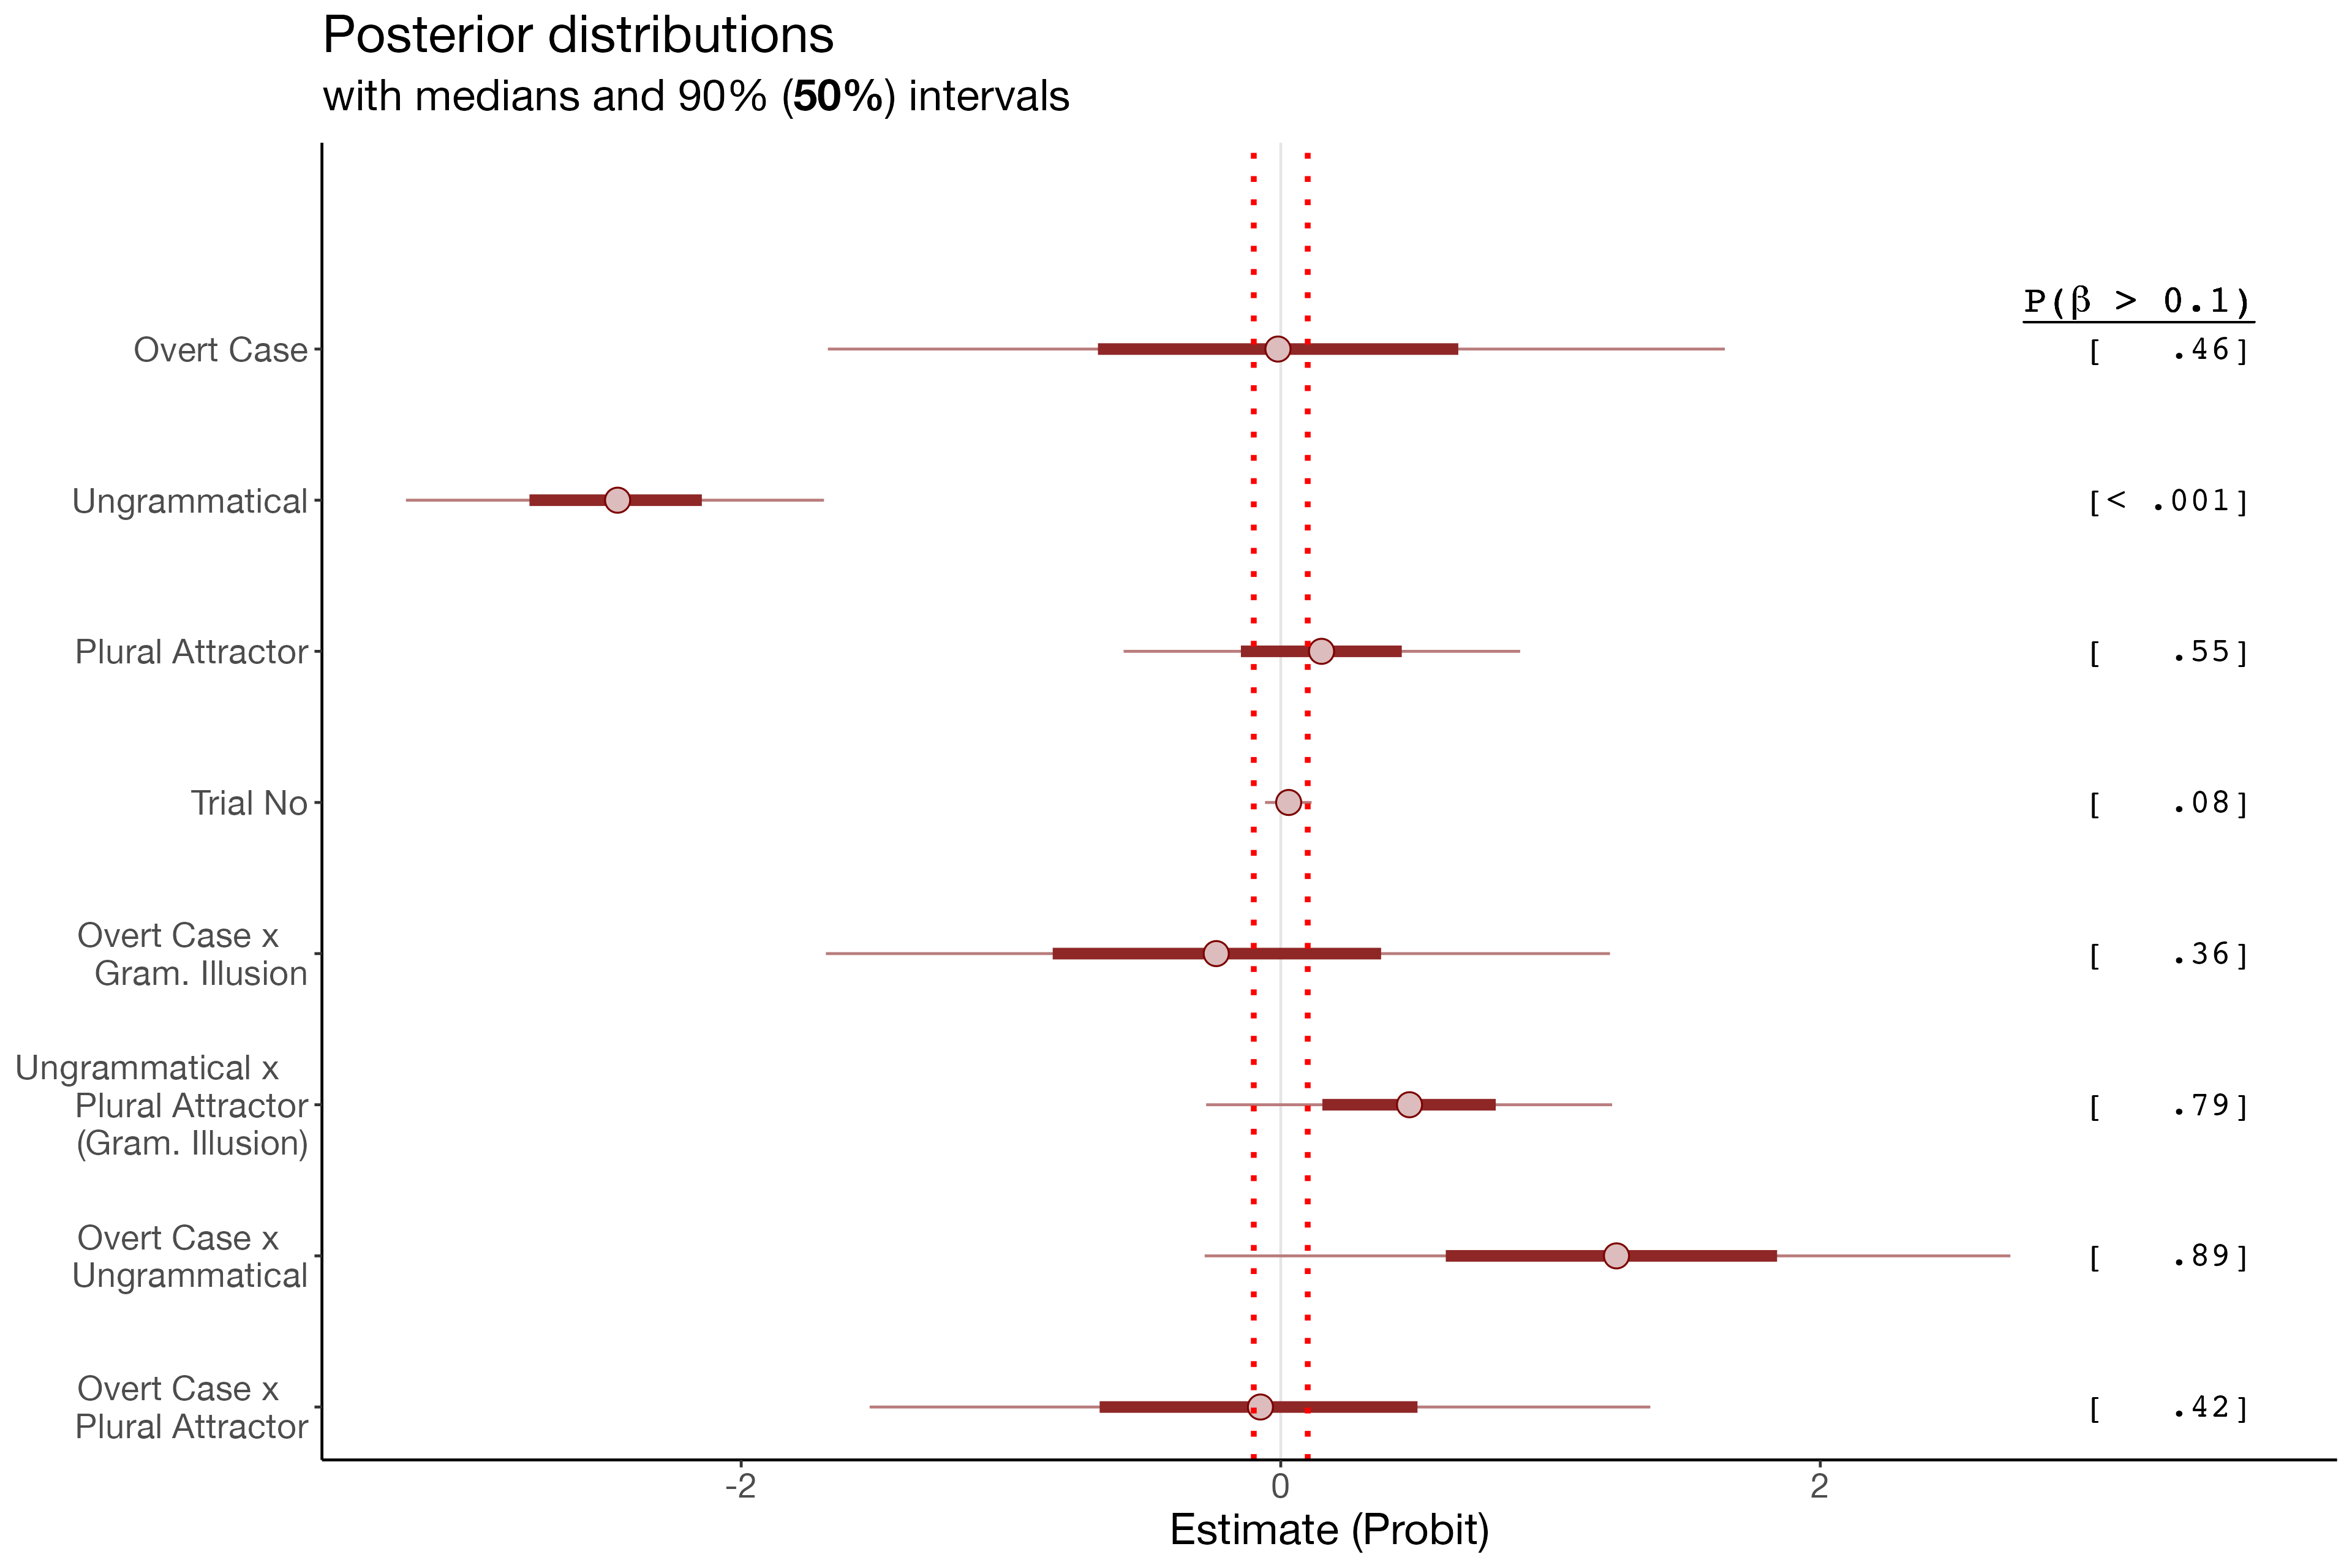 Posterior distributions
with medians and 90% (50%) intervals
P(β > 0.1)
Overt Case
[ .46]
Ungrammatical
[< .001]
Plural Attractor
[ .55]
Trial No
[ .08]
Overt Case x
Gram. Illusion
[ .36]
Ungrammatical x
Plural Attractor
(Gram. Illusion)
[ .79]
Overt Case x
Ungrammatical
[ .89]
Overt Case x
Plural Attractor
[ .42]
-2 0 2
Estimate (Probit)